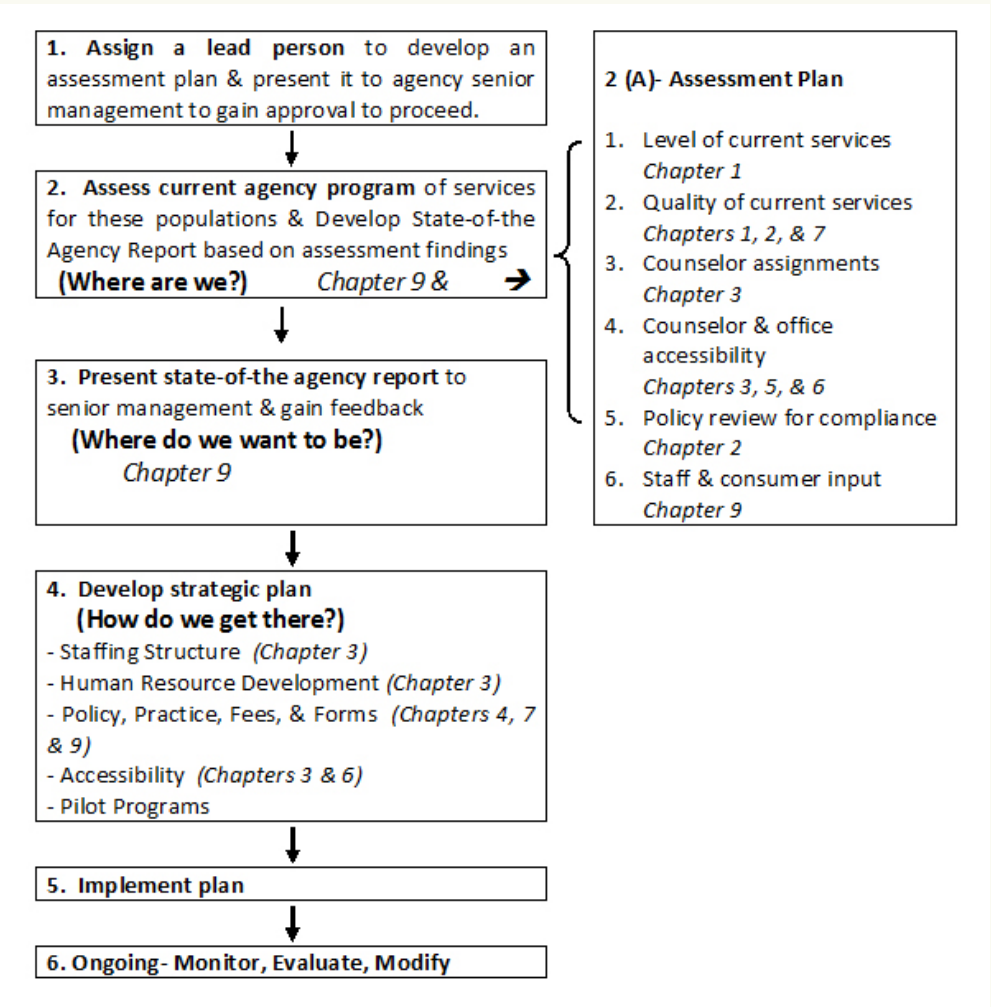 1. Assign a lead person to develop an
assessment plan & present it to agency senior
management to gain approval to proceed.
2. Assess current agency program of services
for these populations & Develop State-of-the
Agency Report based on assessment findings
(Where are we?) Chapter 9 & ➔
3. Present state-of-the agency report to
senior management & gain feedback
(Where do we want to be?)
Chapter 9
4. Develop strategic plan
(How do we get there?)
- Staffing Structure (Chapter 3)
- Human Resource Development (Chapter 3)
- Policy, Practice, Fees, & Forms (Chapters 4, 7
& 9)
- Accessibility (Chapters 3 & 6)
- Pilot Programs
5. Implement plan
6. Ongoing- Monitor, Evaluate, Modify
2 (A)- Assessment Plan
1. Level of current services
Chapter 1
2. Quality of current services
Chapters 1, 2, & 7
3. Counselor assignments
Chapter 3
4. Counselor & office
accessibility
Chapters 3, 5, & 6
5. Policy review for compliance
Chapter 2
6. Staff & consumer input
Chapter 9